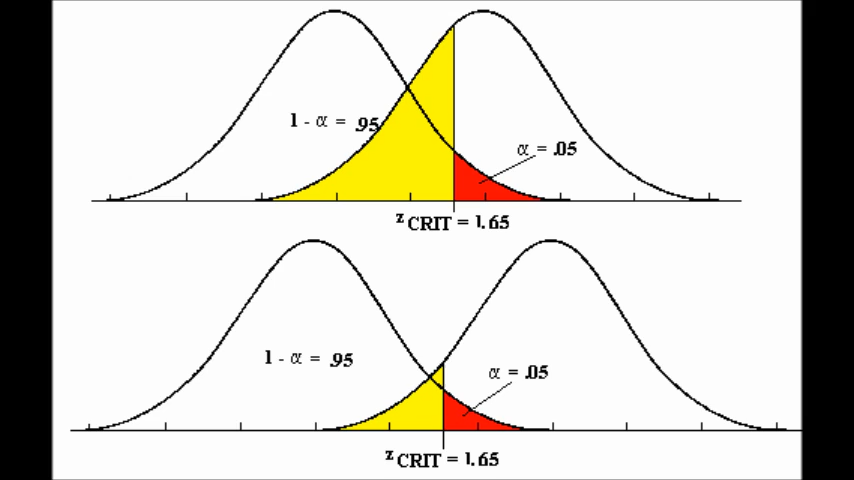 1 - α = .95
α = .05
z CRIT = 1.65
1 - α = .95
α = .05
z CRIT = 1.65